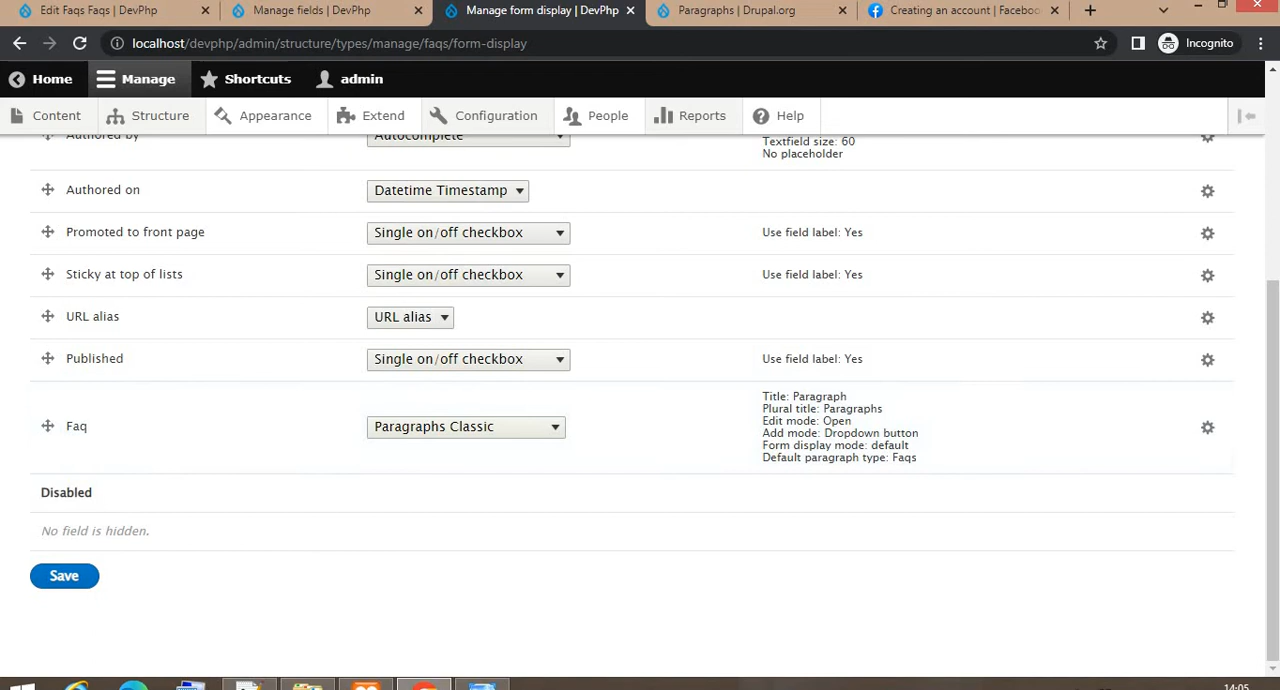 Edit Faqs Faqs | DevPhp
Manage fields | DevPhp
Manage form display | DevPhp
Paragraphs | Drupal.org
Creating an account | Faceboo
localhost/devphp/admin/structure/types/manage/faqs/form-display
Incognito
Home
Manage
Shortcuts
admin
Content
Structure
Appearance
Extend
Configuration
People
Reports
Help
Authored by
Autocomplete
Textfield size: 60
No placeholder
Authored on
Datetime Timestamp
Promoted to front page
Single on/off checkbox
Use field label: Yes
Sticky at top of lists
Single on/off checkbox
Use field label: Yes
URL alias
URL alias
Published
Single on/off checkbox
Use field label: Yes
Faq
Paragraphs Classic
Title: Paragraph
Plural title: Paragraphs
Edit mode: Open
Add mode: Dropdown button
Form display mode: default
Default paragraph type: Faqs
Disabled
No field is hidden.
Save
14:05